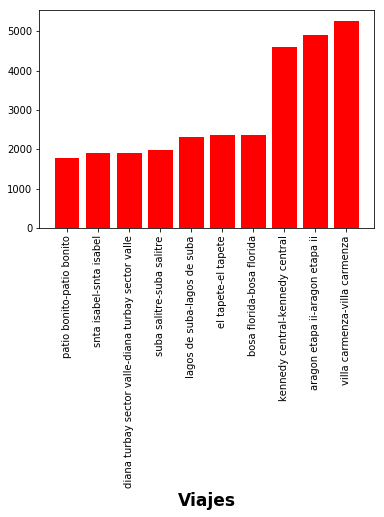 5000
4000
3000
2000
1000
0
patio bonito-patio bonito
snta isabel-snta isabel
diana turbay sector valle-diana turbay sector valle
suba salitre-suba salitre
lagos de suba-lagos de suba
el tapete-el tapete
bosa florida-bosa florida
kennedy central-kennedy central
aragon etapa ii-aragon etapa ii
villa carmenza-villa carmenza
Viajes